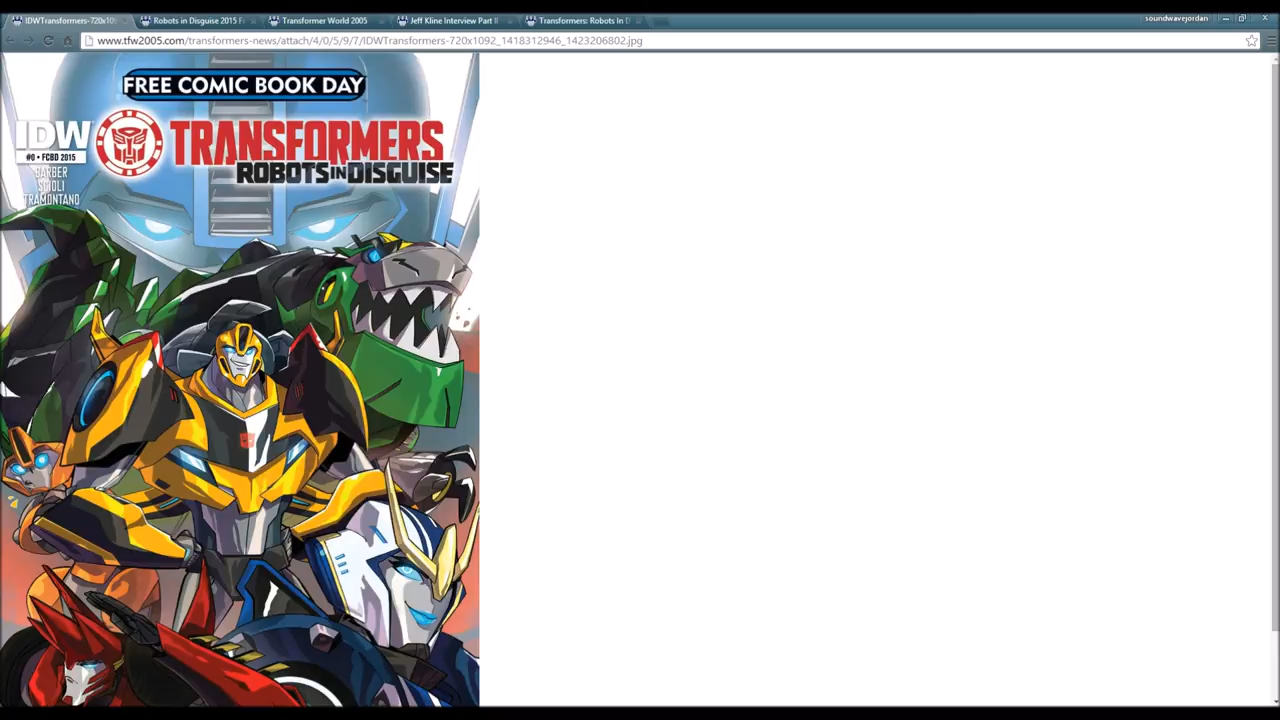 IDWTransformers-720x10
Robots in Disguise 2015 F
Transformer World 2005
Jeff Kline Interview Part II
Transformers: Robots In D
soundwavejordan
www.tfw2005.com/transformers-news/attach/4/0/5/9/7/IDWTransformers-720x1092_1418312946_1423206802.jpg
FREE COMIC BOOK DAY
IDW
#0 • FCBD 2015
BARBER
SCIOLI
TRAMONTANO
TRANSFORMERS
ROBOTS IN DISGUISE